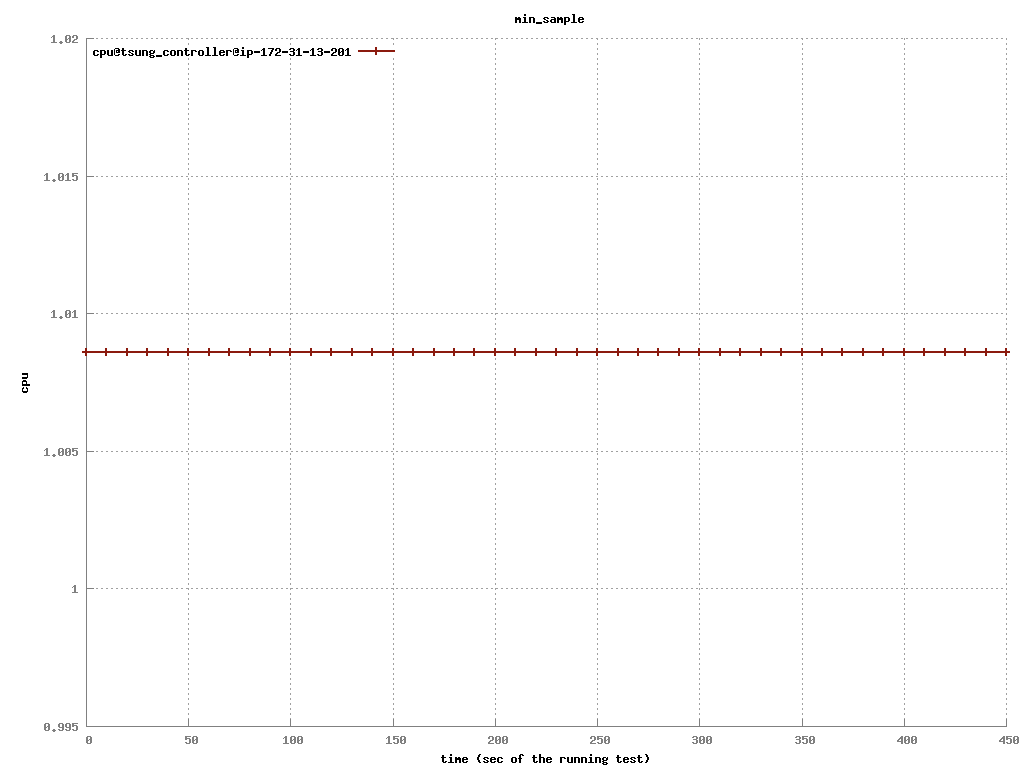 min_sample
1.02
cpu@tsung_controller@ip-172-31-13-201
1.015
1.01
cpu
1.005
1
0.995
0 50 100 150 200 250 300 350 400 450
time (sec of the running test)